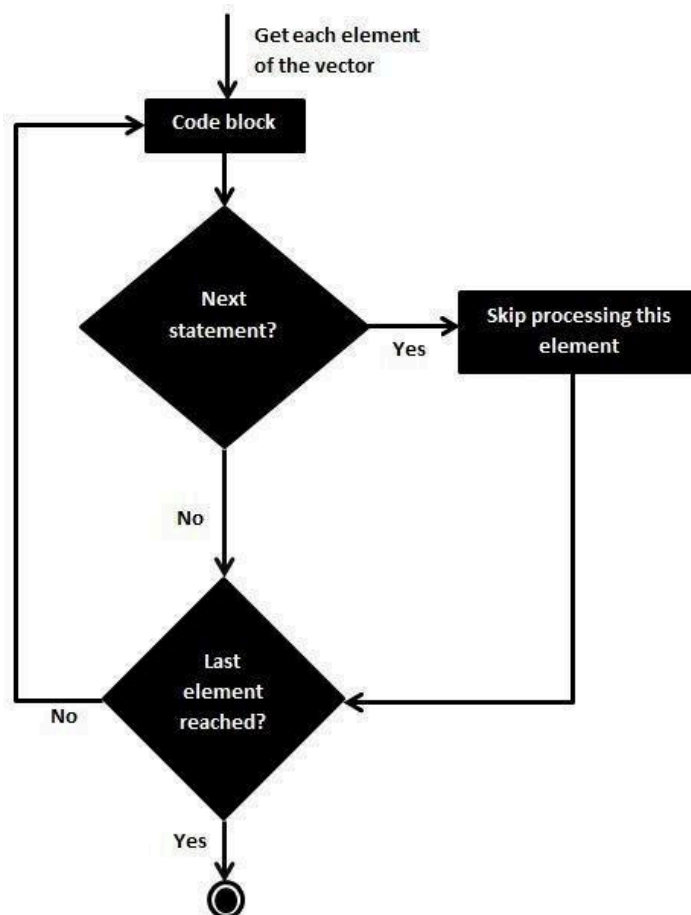 Get each element
of the vector
Code block
Next
statement?
Yes
Skip processing this
element
No
Last
element
reached?
No
Yes